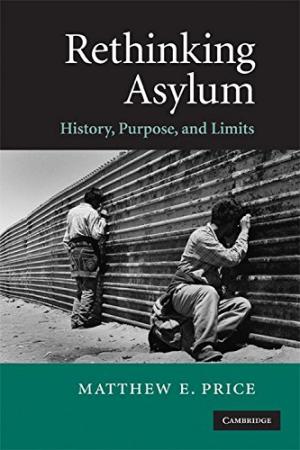 Rethinking
Asylum
History, Purpose, and Limits
MATTHEW E. PRICE
CAMBRIDGE